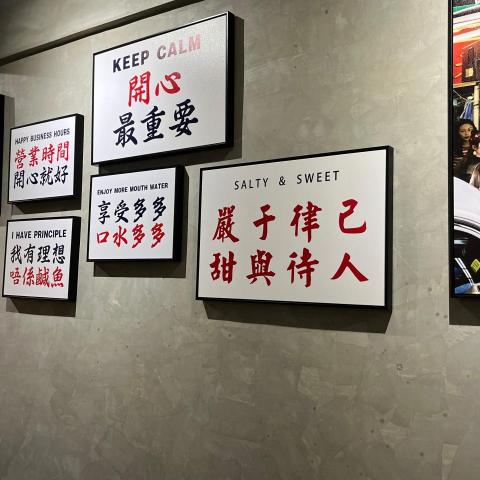 KEEP CALM
開心
最重要
HAPPY BUSINESS HOURS
營業時間
開心就好
ENJOY MORE MOUTH WATER
享受多多
口水多多
I HAVE PRINCIPLE
我有理想
唔係鹹魚
SALTY & SWEET
嚴于律己
甜與待人